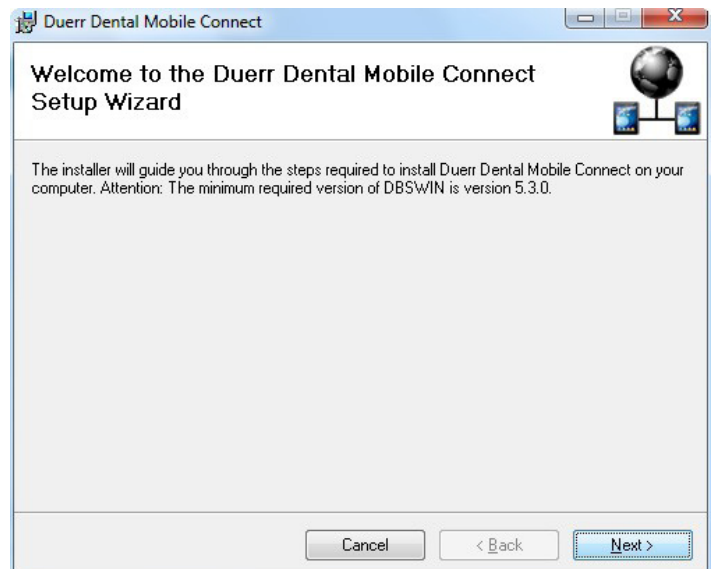 Duerr Dental Mobile Connect
Welcome to the Duerr Dental Mobile Connect
Setup Wizard
The installer will guide you through the steps required to install Duerr Dental Mobile Connect on your
computer. Attention: The minimum required version of DBSWIN is version 5.3.0.
Cancel
< Back
Next >